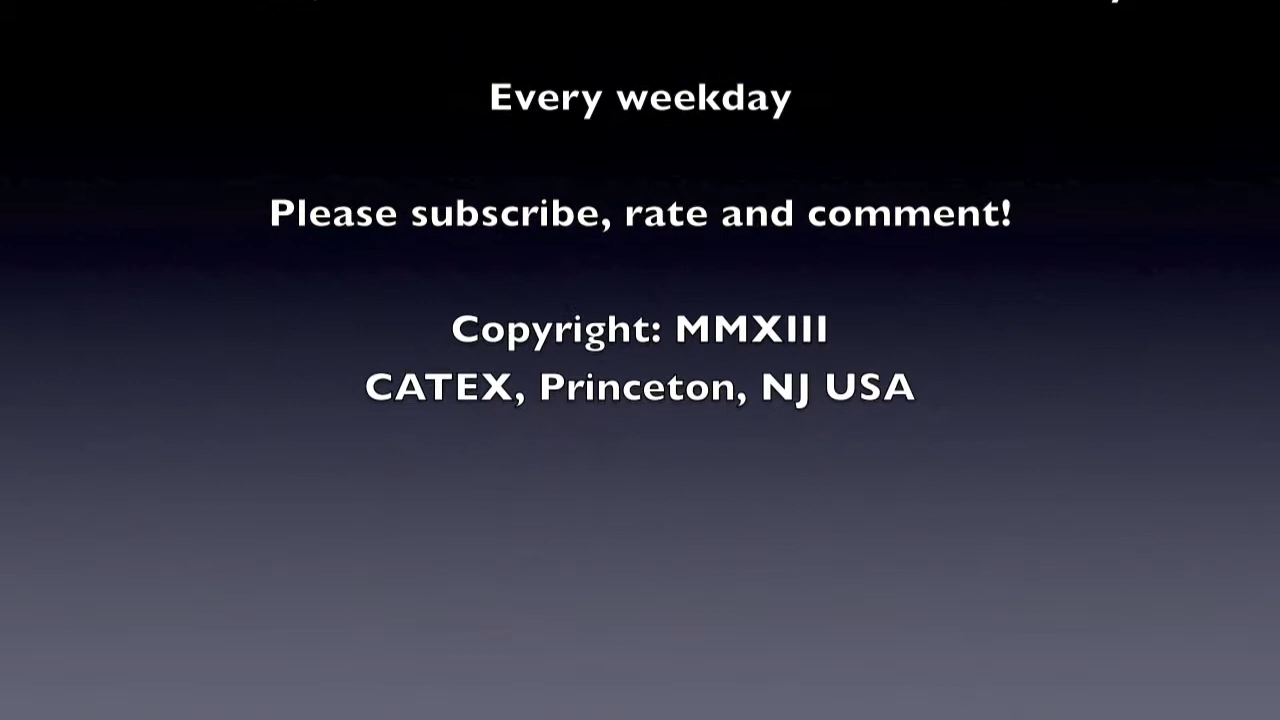 Every weekday
Please subscribe, rate and comment!
Copyright: MMXIII
CATEX, Princeton, NJ USA